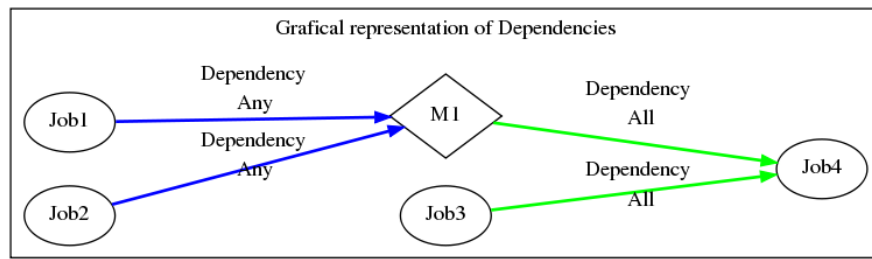 Grafical representation of Dependencies
Dependency
Any
Job1
M1
Dependency
All
Dependency
Any
Job2
Job3
Dependency
All
Job4